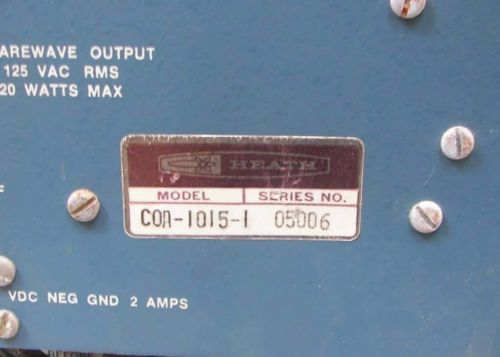 AREWAVE OUTPUT
125 VAC RMS
20 WATTS MAX
HEATH
MODEL SERIES NO.
COA-1015-1 05006
VDC NEG GND 2 AMPS
BEFORE